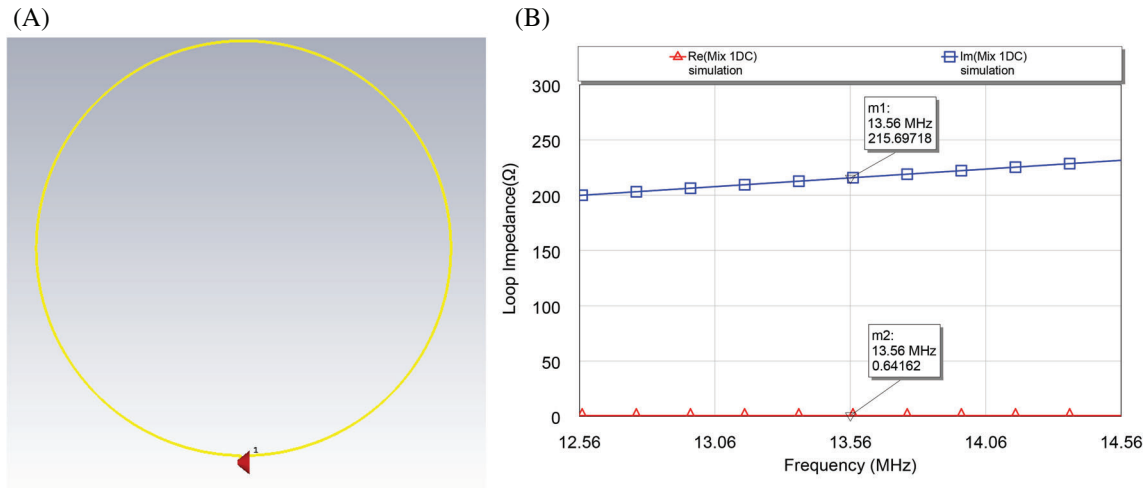 (A)
(B)
1
Re(Mix 1DC)
simulation
Im(Mix 1DC)
simulation
Loop Impedance(Ω)
300
250
200
150
100
50
0
m1:
13.56 MHz
215.69718
m2:
13.56 MHz
0.64162
12.56
13.06
13.56
14.06
14.56
Frequency (MHz)